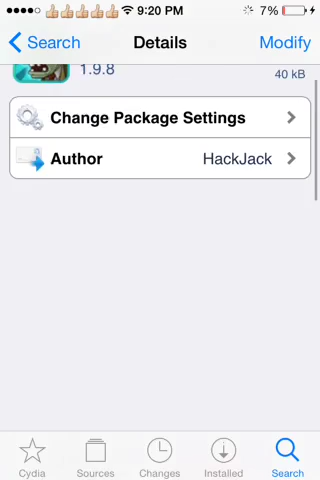 9:20 PM 7%
Search Details Modify
1.9.8 40 kB
Change Package Settings
Author HackJack
Cydia Sources Changes Installed Search